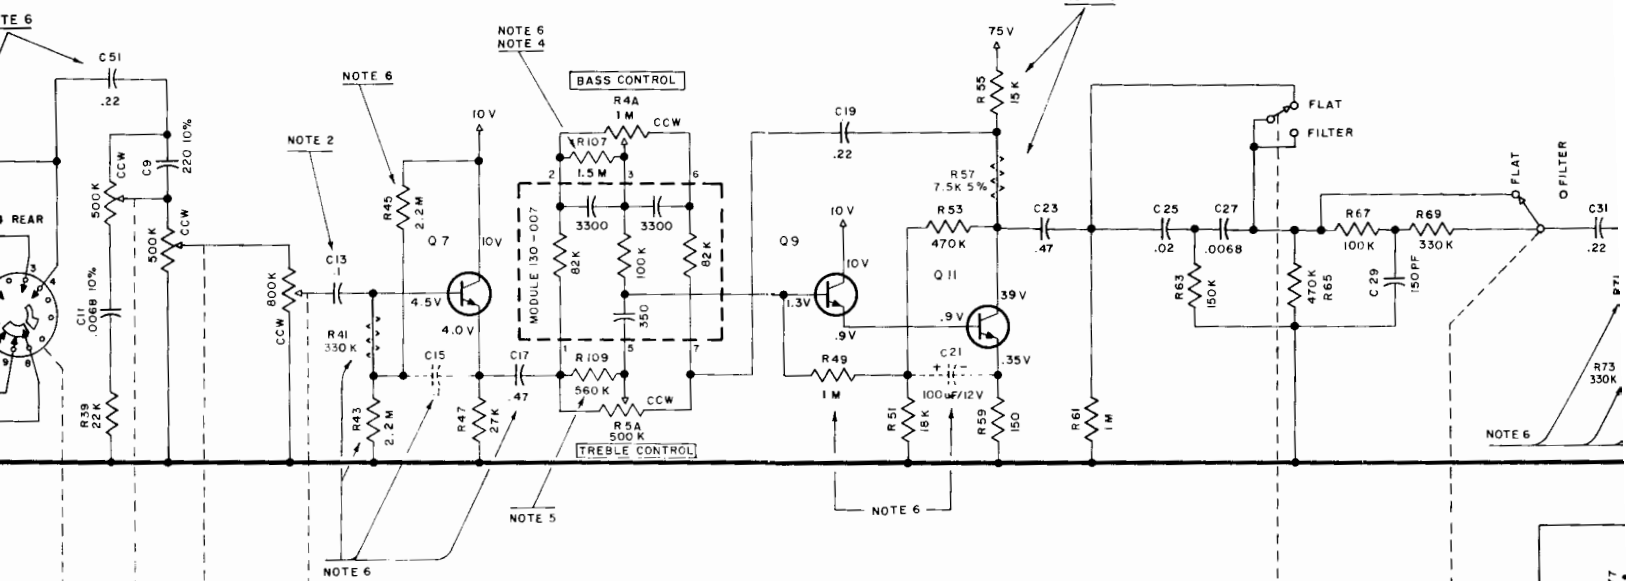 TE 6
C51
.22
CCW
500K
C9
220 10%
CCW
500K
4 REAR
3
4
9
8
C11
.0068 10%
R39
22K
NOTE 2
800K
CCW
C13
.1
R41
330K
R43
2.2M
NOTE 6
R45
2.2M
Q7
10V
10V
4.5V
4.0V
C15
R47
27K
C17
.47
NOTE 6
NOTE 6
NOTE 4
BASS CONTROL
R4A
1M
CCW
R107
1.5M
2
3
6
MODULE 130-007
3300
3300
82K
100K
82K
350
1
5
7
R109
560K
CCW
R5A
500K
TREBLE CONTROL
NOTE 5
C19
.22
Q9
10V
10V
1.3V
.9V
R49
1M
NOTE 6
R53
470K
Q11
39V
.9V
.35V
C21
+ -
100uF/12V
R51
18K
R59
150
75V
R55
15K
R57
7.5K 5%
C23
.47
R61
1M
C25
.02
C27
.0068
R63
150K
R65
470K
FLAT
FILTER
R67
100K
R69
330K
C29
150PF
FLAT
FILTER
C31
.22
R71
R73
330K
NOTE 6